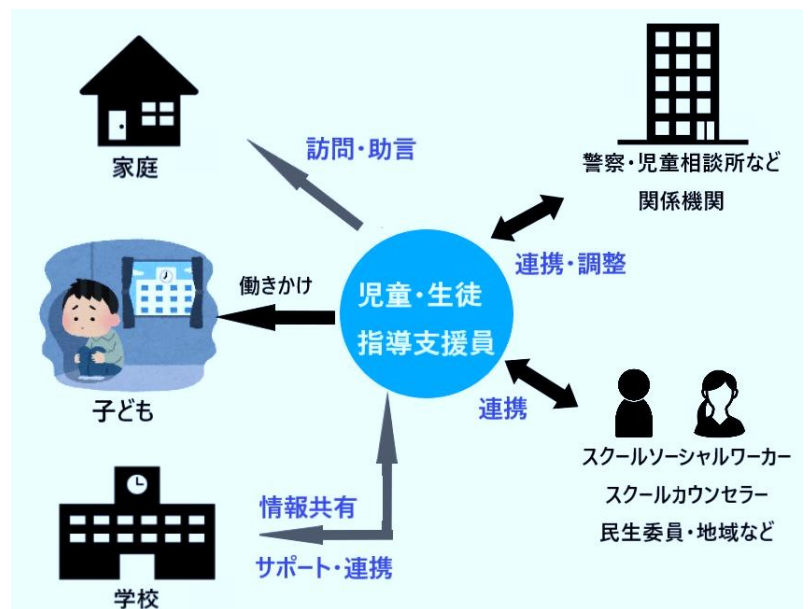 家庭
訪問・助言
警察・児童相談所など
関係機関
連携・調整
働きかけ
児童・生徒
指導支援員
子ども
連携
スクールソーシャルワーカー
スクールカウンセラー
民生委員・地域など
情報共有
サポート・連携
学校